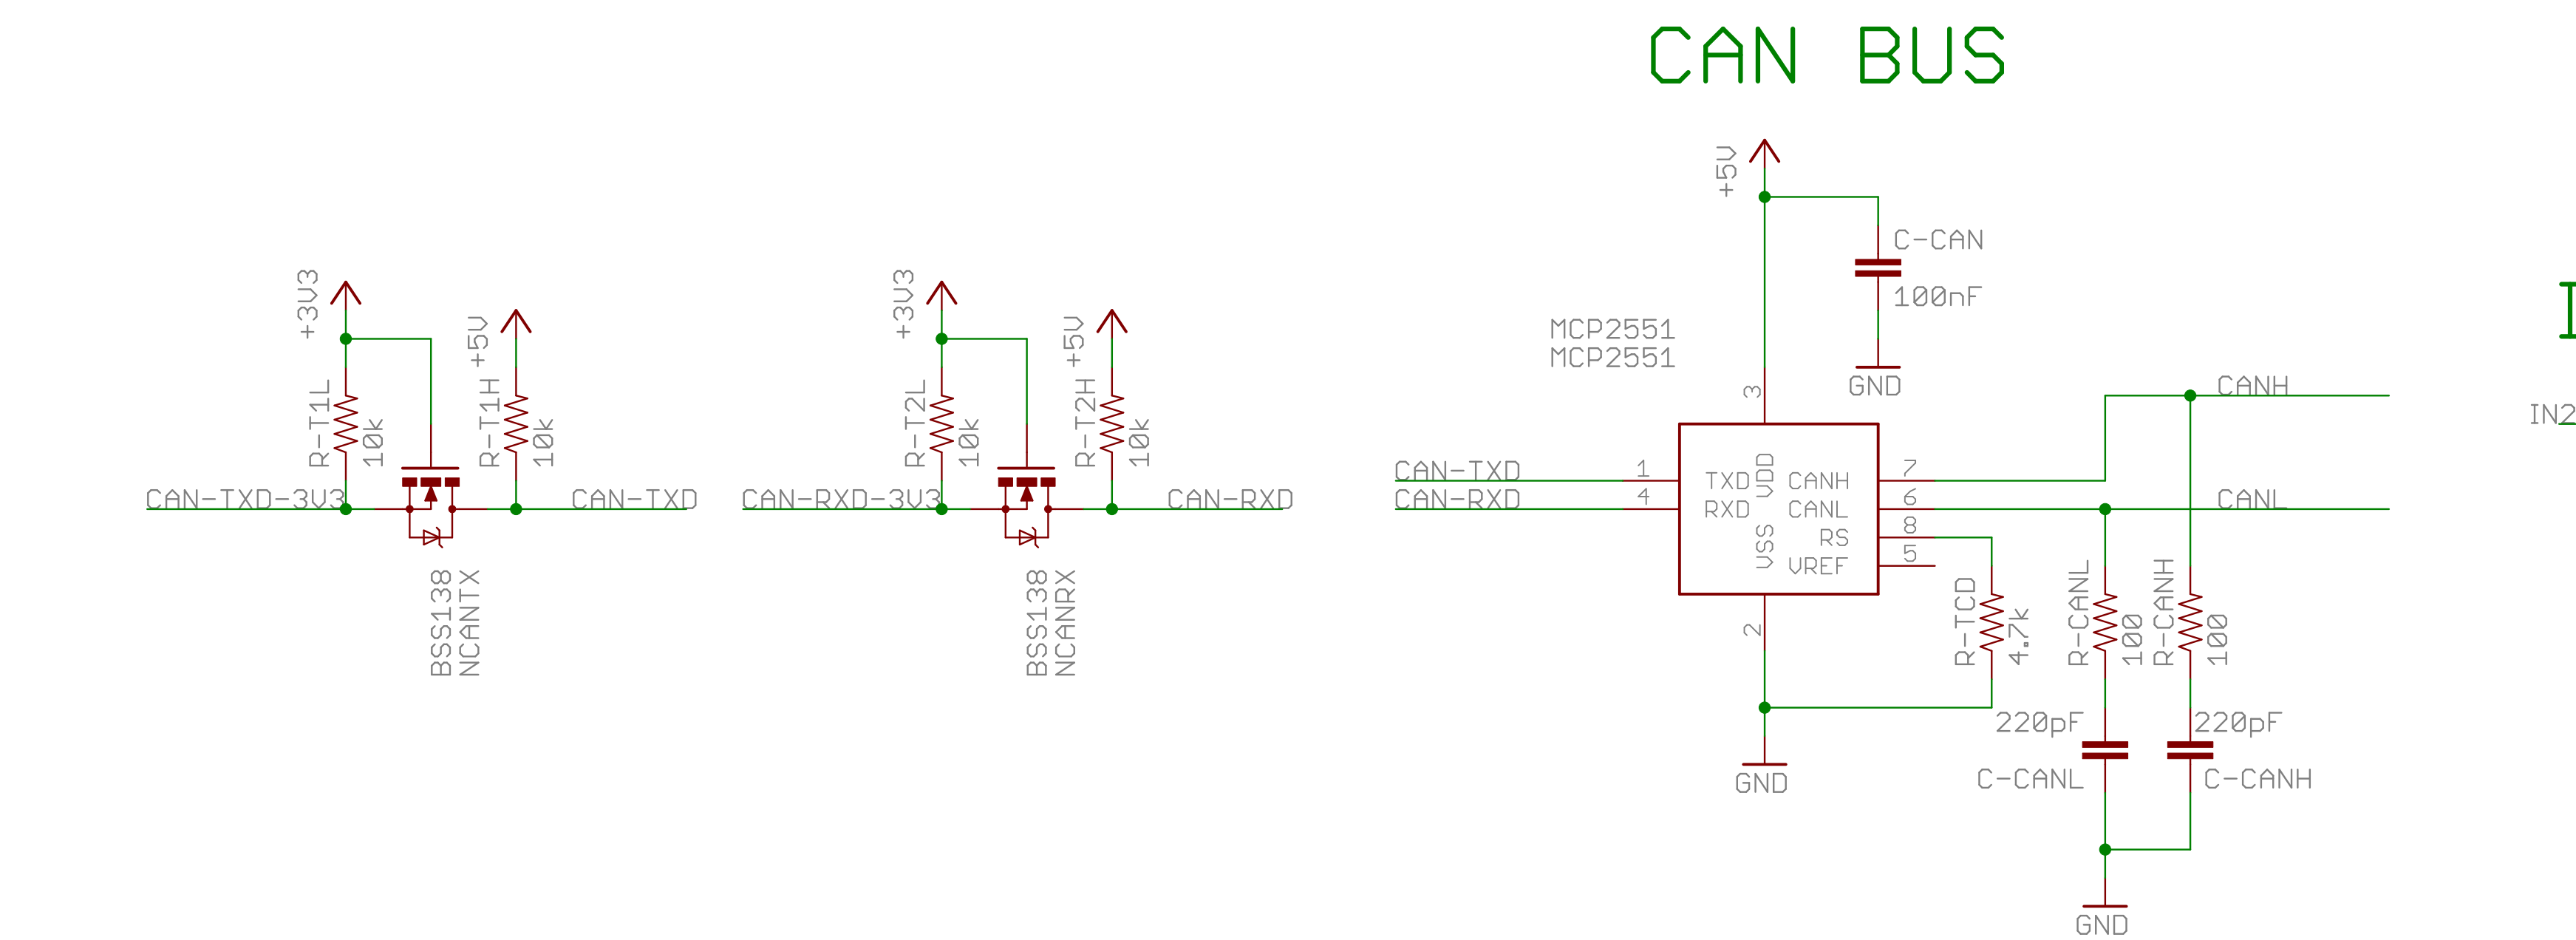 CAN BUS
+5V
C-CAN
100nF
GND
MCP2551
MCP2551
+3V3
+5V
R-T1L
10k
R-T1H
10k
CAN-TXD-3V3
CAN-TXD
BSS138
NCANTX
+3V3
+5V
R-T2L
10k
R-T2H
10k
CAN-RXD-3V3
CAN-RXD
BSS138
NCANRX
CAN-TXD
CAN-RXD
1
4
3
2
7
6
8
5
TXD
RXD
VDD
VSS
CANH
CANL
RS
VREF
CANH
CANL
R-TCD
4.7k
R-CANL
100
R-CANH
100
220pF
C-CANL
220pF
C-CANH
GND
GND
IN2